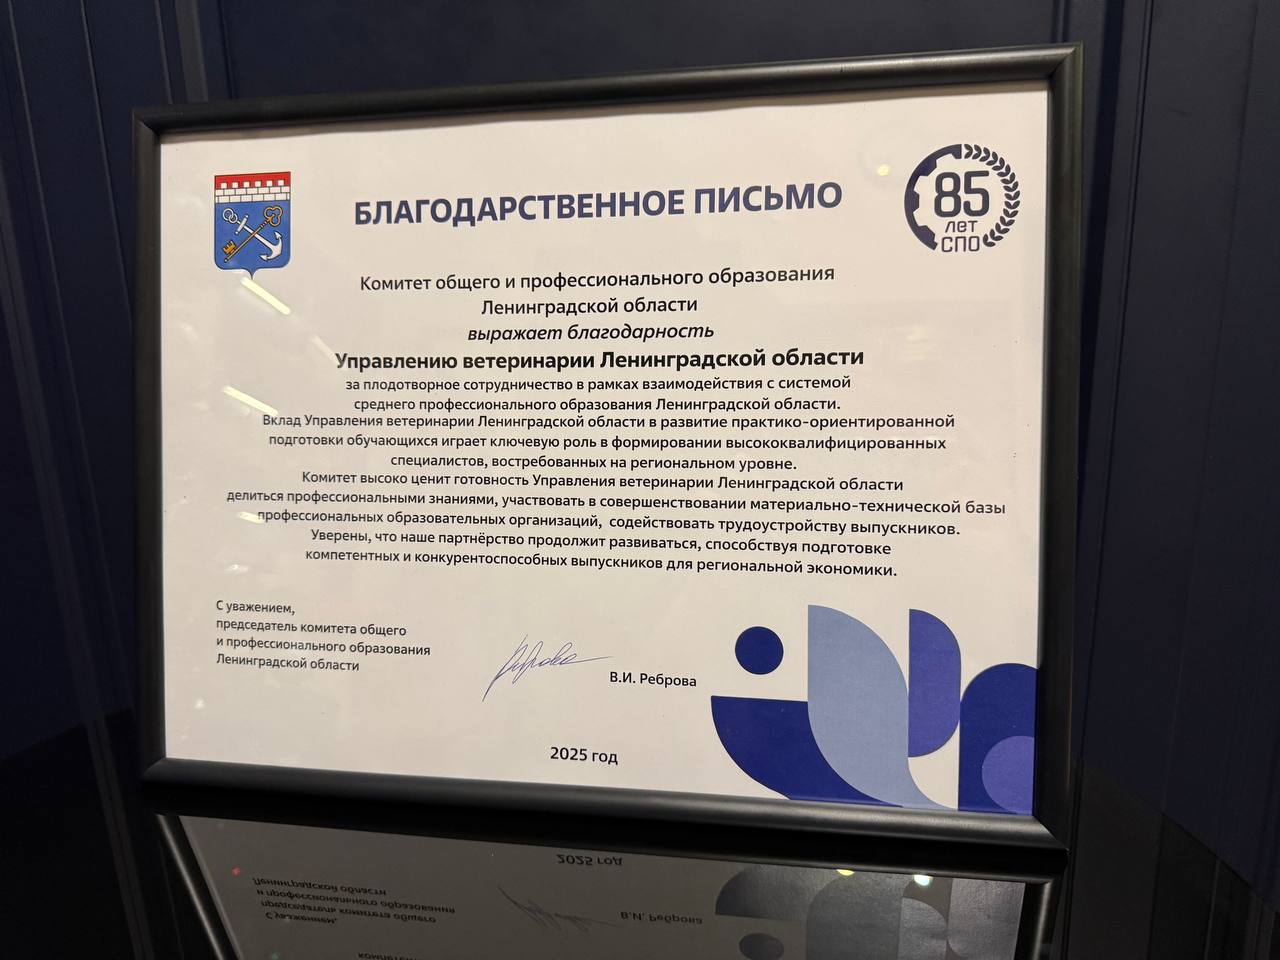 БЛАГОДАРСТВЕННОЕ ПИСЬМО
85
лет
СПО
Комитет общего и профессионального образования
Ленинградской области
выражает благодарность
Управлению ветеринарии Ленинградской области
за плодотворное сотрудничество в рамках взаимодействия с системой
среднего профессионального образования Ленинградской области.
Вклад Управления ветеринарии Ленинградской области в развитие практико-ориентированной
подготовки обучающихся играет ключевую роль в формировании высококвалифицированных
специалистов, востребованных на региональном уровне.
Комитет высоко ценит готовность Управления ветеринарии Ленинградской области
делиться профессиональными знаниями, участвовать в совершенствовании материально-технической базы
профессиональных образовательных организаций, содействовать трудоустройству выпускников.
Уверены, что наше партнёрство продолжит развиваться, способствуя подготовке
компетентных и конкурентоспособных выпускников для региональной экономики.
С уважением,
председатель комитета общего
и профессионального образования
Ленинградской области
В.И. Реброва
2025 год